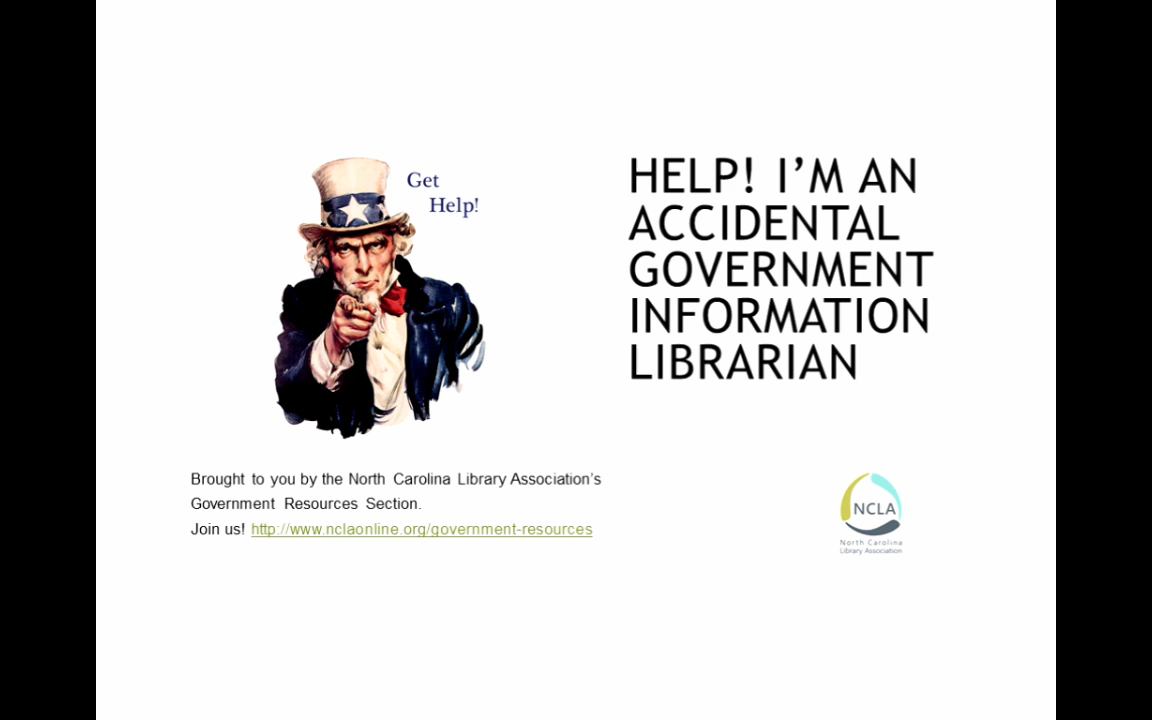 Get
Help!
HELP! I’M AN
ACCIDENTAL
GOVERNMENT
INFORMATION
LIBRARIAN
Brought to you by the North Carolina Library Association’s
Government Resources Section.
Join us! http://www.nclaonline.org/government-resources
NCLA
North Carolina
Library Association